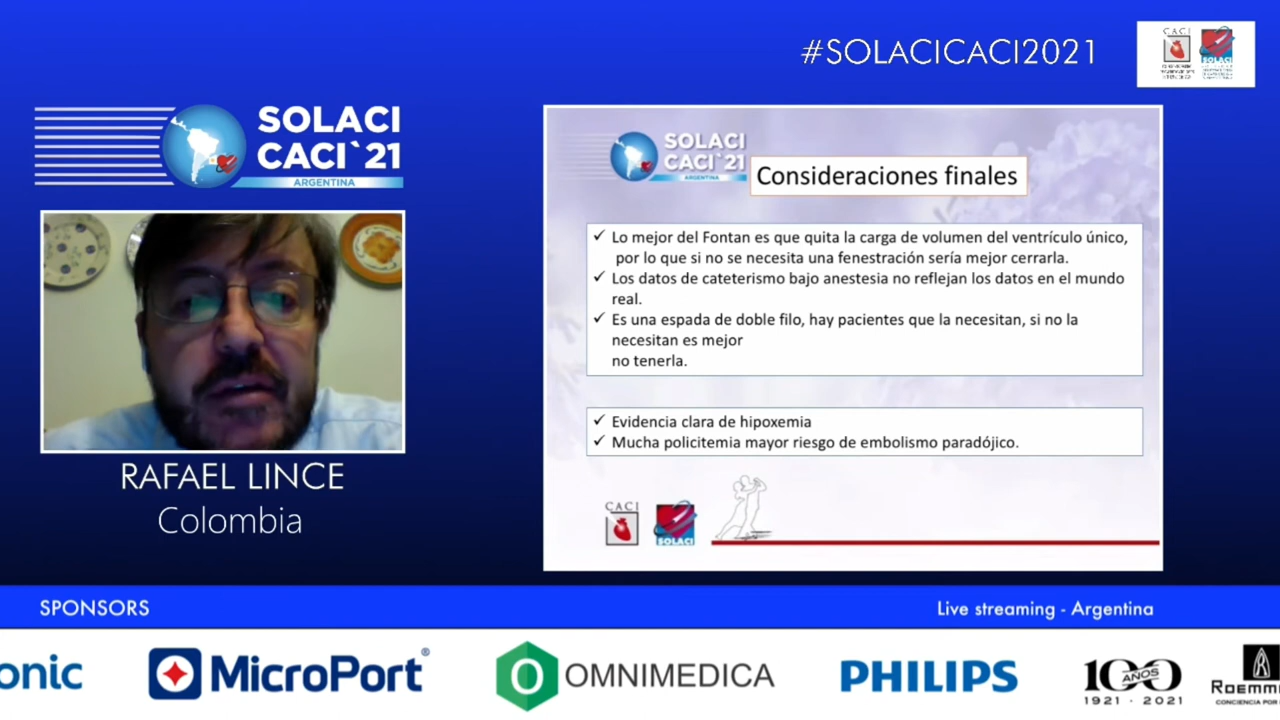 #SOLACICACI2021
CACI
SOLACI
SOLACI
CACI`21
ARGENTINA
RAFAEL LINCE
Colombia
SOLACI
CACI`21
ARGENTINA
Consideraciones finales
✓ Lo mejor del Fontan es que quita la carga de volumen del ventrículo único,
por lo que si no se necesita una fenestración sería mejor cerrarla.
✓ Los datos de cateterismo bajo anestesia no reflejan los datos en el mundo
real.
✓ Es una espada de doble filo, hay pacientes que la necesitan, si no la
necesitan es mejor
no tenerla.
✓ Evidencia clara de hipoxemia
✓ Mucha policitemia mayor riesgo de embolismo paradójico.
CACI
SOLACI
SPONSORS
Live streaming - Argentina
onic
MicroPort®
OMNIMEDICA
PHILIPS
100 AÑOS
1921 - 2021
ROEMM
CONCIENCIA POR